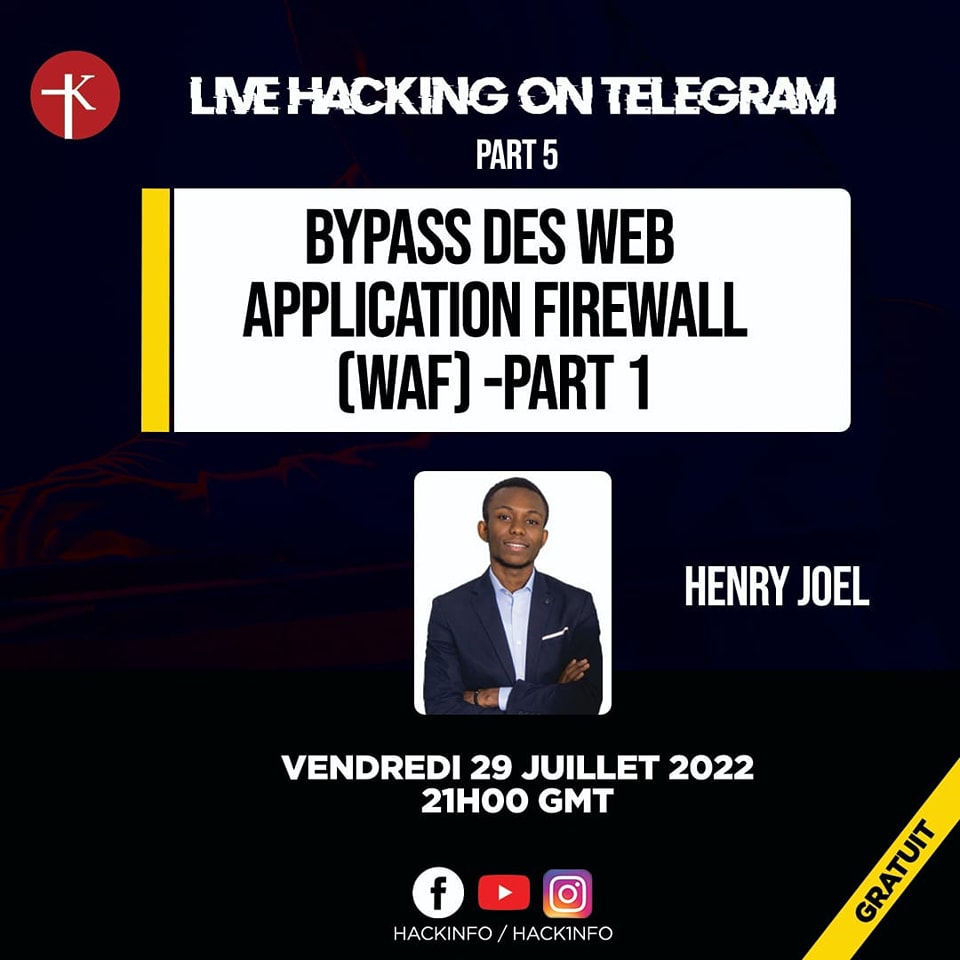 K
LIVE HACKING ON TELEGRAM
PART 5
BYPASS DES WEB
APPLICATION FIREWALL
(WAF) -PART 1
HENRY JOEL
VENDREDI 29 JUILLET 2022
21H00 GMT
GRATUIT
HACKINFO / HACK1NFO